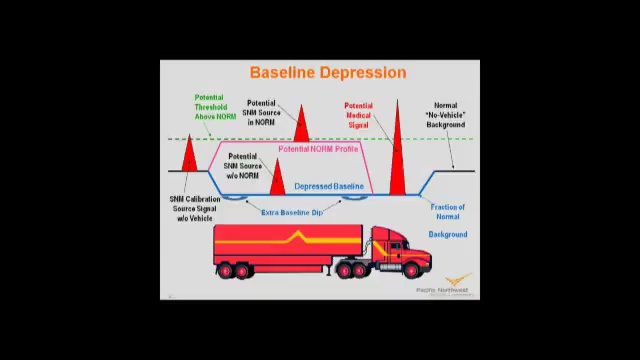 Baseline Depression
Potential
Threshold
Above NORM
Potential
SNM Source
in NORM
Potential
Medical
Signal
Normal
"No-Vehicle"
Background
Potential NORM Profile
Potential
SNM Source
w/o NORM
Depressed Baseline
SNM Calibration
Source Signal
w/o Vehicle
Extra Baseline Dip
Fraction of
Normal
Background
Pacific Northwest